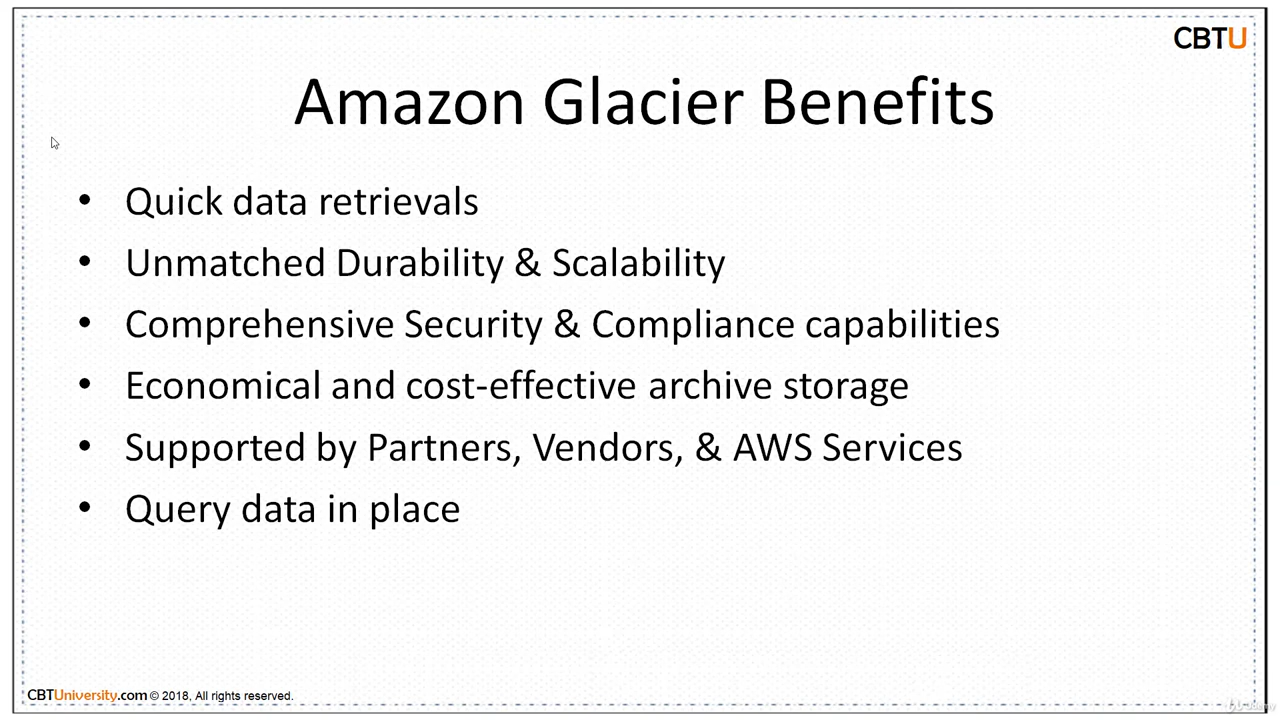 CBTU
Amazon Glacier Benefits
• Quick data retrievals
• Unmatched Durability & Scalability
• Comprehensive Security & Compliance capabilities
• Economical and cost-effective archive storage
• Supported by Partners, Vendors, & AWS Services
• Query data in place
CBTUniversity.com © 2018, All rights reserved.